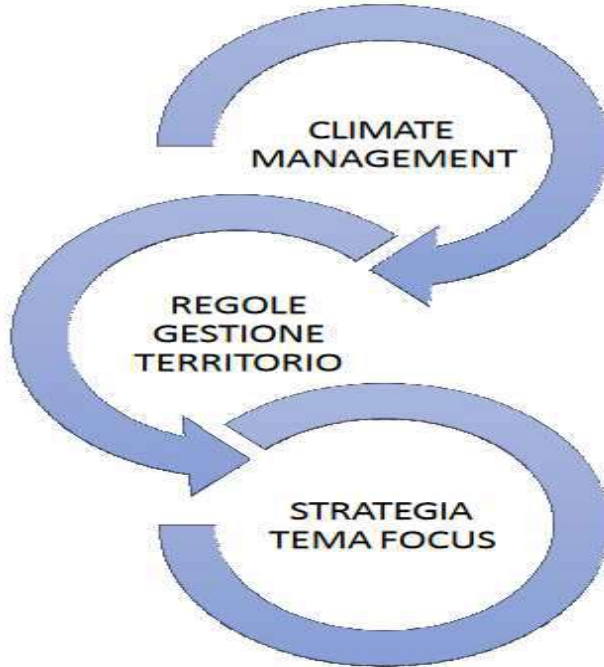 CLIMATE
MANAGEMENT
REGOLE
GESTIONE
TERRITORIO
STRATEGIA
TEMA FOCUS